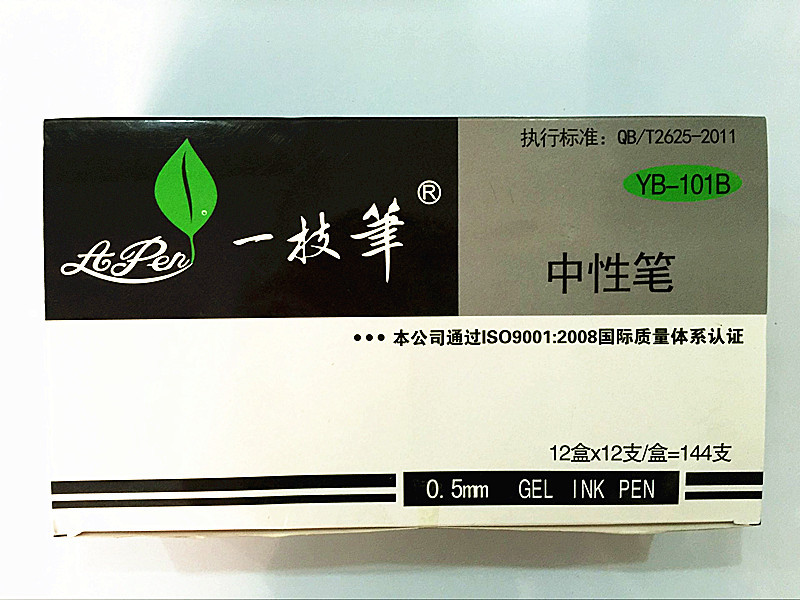 执行标准：QB/T2625-2011
YB-101B
A Pen 一枝筆®
中性笔
••• 本公司通过ISO9001:2008国际质量体系认证
12盒x12支/盒=144支
0.5mm GEL INK PEN